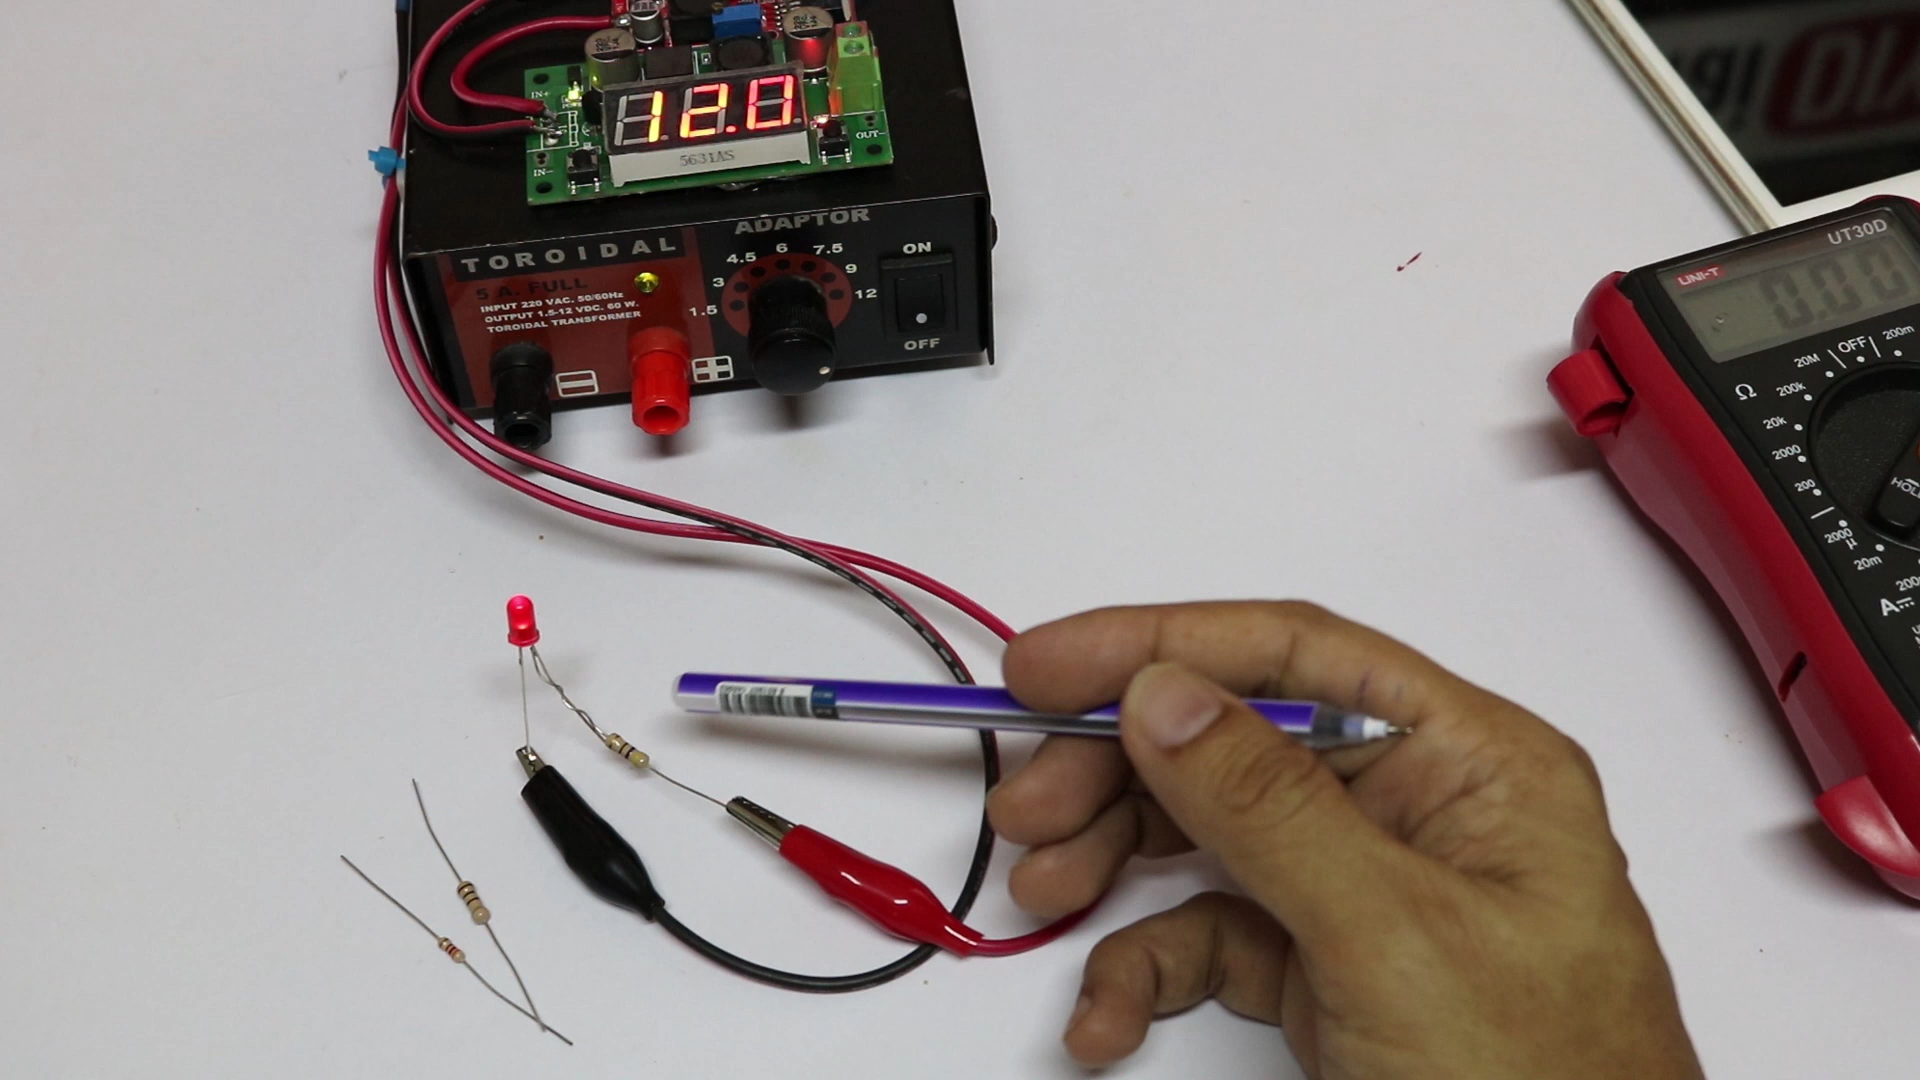 IN+
12.0
5631AS
OUT-
IN-
ADAPTOR
TOROIDAL
5 A. FULL
INPUT 220 VAC. 50/60Hz
OUTPUT 1.5-12 VDC. 60 W.
TOROIDAL TRANSFORMER
1.5
3
4.5
6
7.5
9
12
ON
OFF
UT30D
UNI-T
0.00
OFF
200m
20M
Ω
200k
20k
2000
200
2000
µ
20m
A